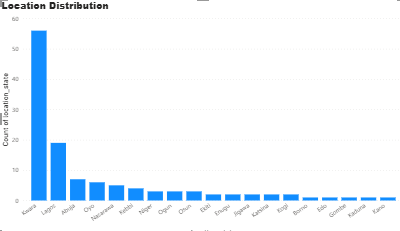 Location Distribution
60
50
40
30
20
10
0
Count of location_state
Kwara
Lagos
Abuja
Oyo
Nasarawa
Kebbi
Niger
Ogun
Osun
Ekiti
Enugu
Jigawa
Katsina
Kogi
Borno
Edo
Gombe
Kaduna
Kano